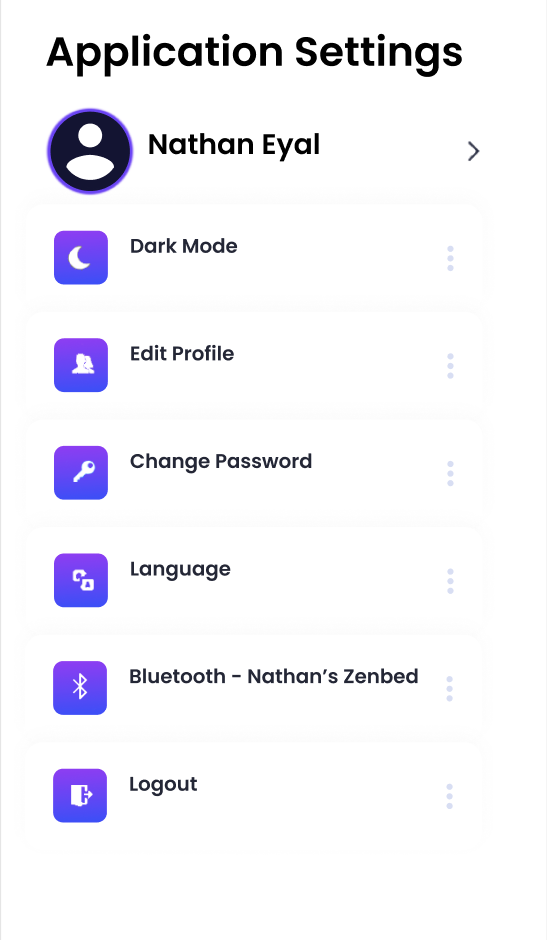 Application Settings
Nathan Eyal
Dark Mode
Edit Profile
Change Password
Language
Bluetooth - Nathan’s Zenbed
Logout